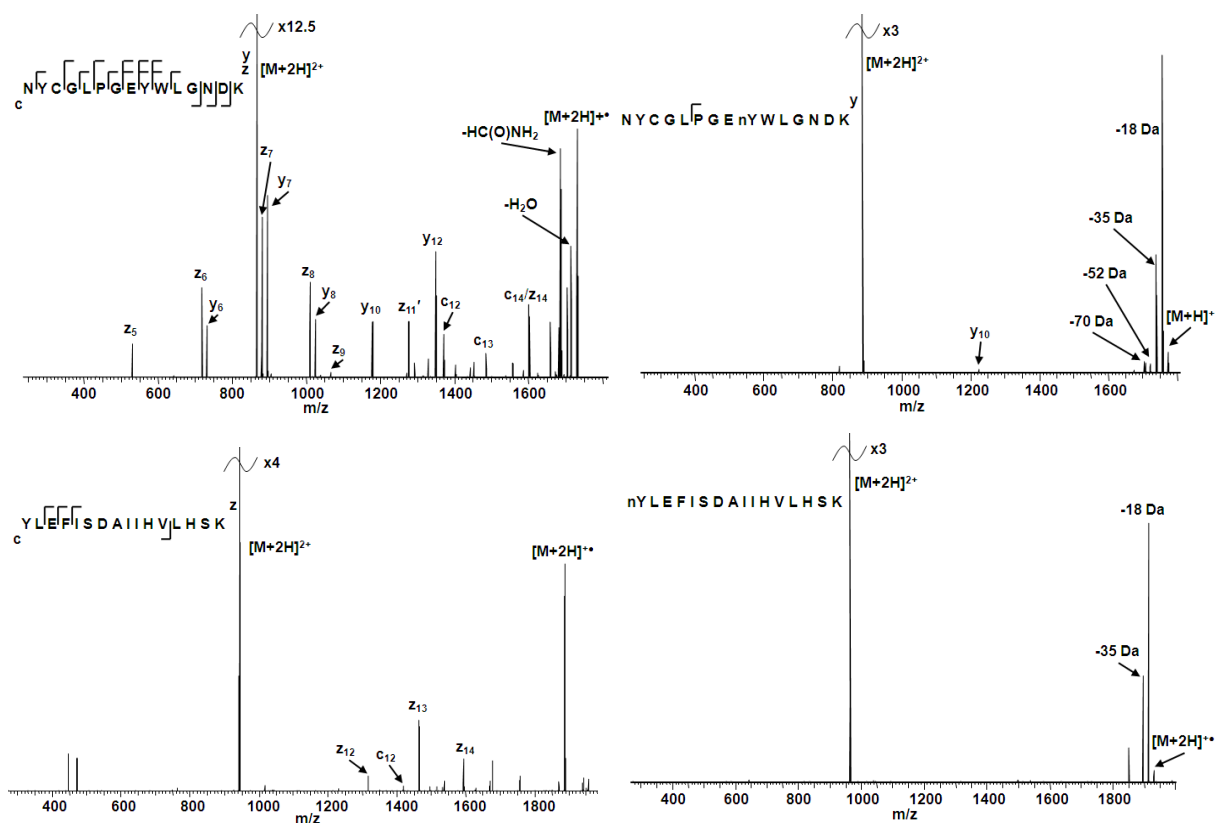 x12.5
y
z
[M+2H]2+
N Y C G L P G E Y W L G N D K
c
z7
y7
-HC(O)NH2
[M+2H]+•
-H2O
z6
y6
z5
z8
y8
z9
y10
z11'
y12
c12
c13
c14/z14
400 600 800 1000 1200 1400 1600
m/z
x3
[M+2H]2+
N Y C G L P G E nY W L G N D K
y
-18 Da
-35 Da
-52 Da
-70 Da
[M+H]+
y10
400 600 800 1000 1200 1400 1600
m/z
x4
z
Y L E F I S D A I I H V L H S K
c
[M+2H]2+
[M+2H]+•
z12
c12
z13
z14
400 600 800 1000 1200 1400 1600 1800
m/z
x3
[M+2H]2+
nY L E F I S D A I I H V L H S K
-18 Da
-35 Da
[M+2H]+•
400 600 800 1000 1200 1400 1600 1800
m/z